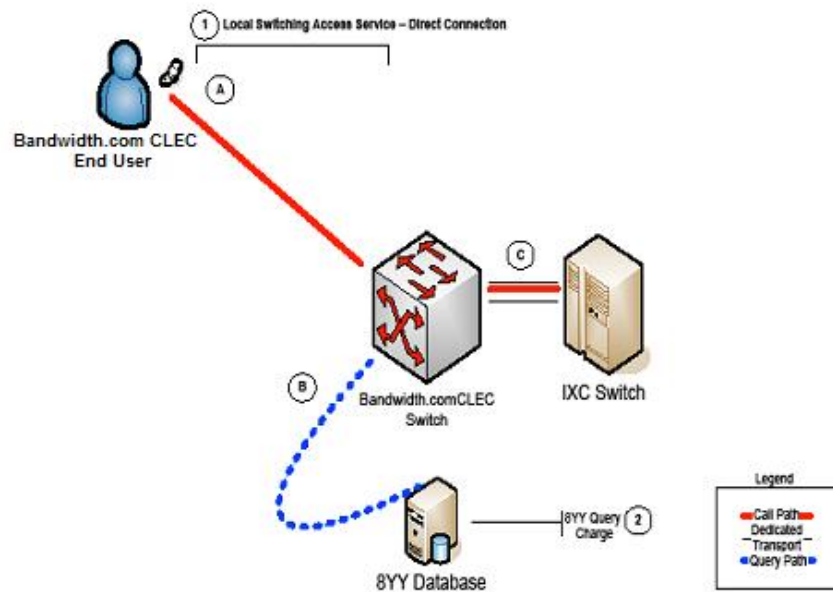 1 Local Switching Access Service – Direct Connection
A
Bandwidth.com CLEC
End User
C
B
Bandwidth.comCLEC
Switch
IXC Switch
8YY Query
Charge
2
8YY Database
Legend
Call Path
Dedicated
Transport
Query Path